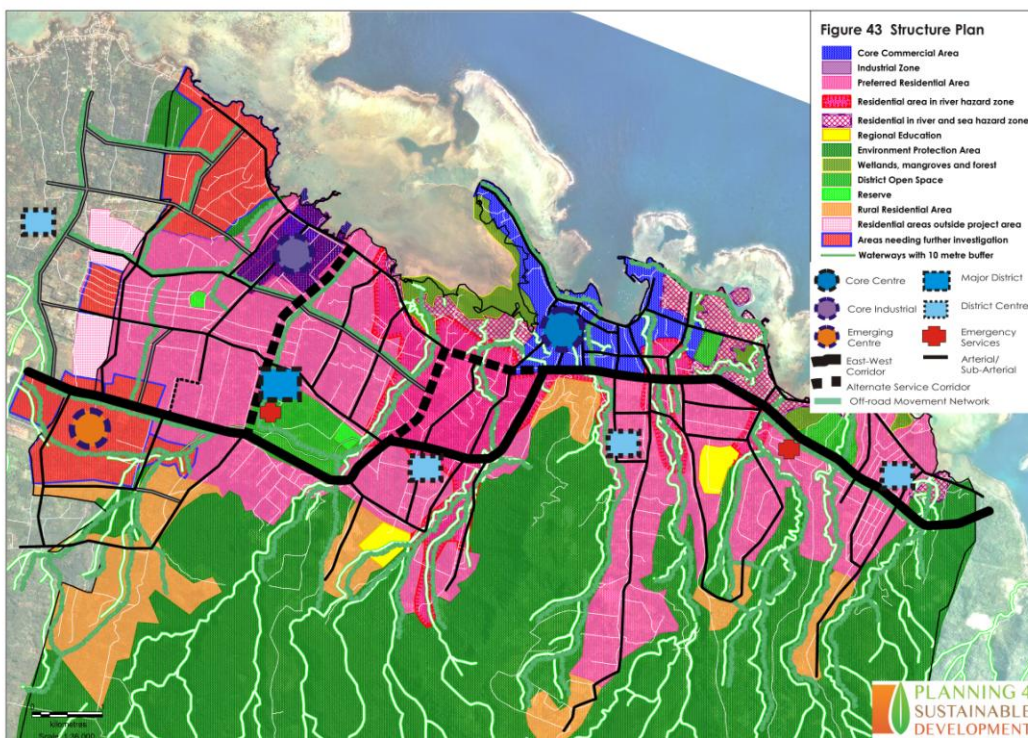 Figure 43 Structure Plan
Core Commercial Area
Industrial Zone
Preferred Residential Area
Residential area in river hazard zone
Residential in river and sea hazard zone
Regional Education
Environment Protection Area
Wetlands, mangroves and forest
District Open Space
Reserve
Rural Residential Area
Residential areas outside project area
Areas needing further investigation
Waterways with 10 metre buffer
Core Centre
Major District
Core Industrial
District Centre
Emerging
Centre
Emergency
Services
East-West
Corridor
Arterial/
Sub-Arterial
Alternate Service Corridor
Off-road Movement Network
kilometres
PLANNING 4
SUSTAINABLE
DEVELOPMENT